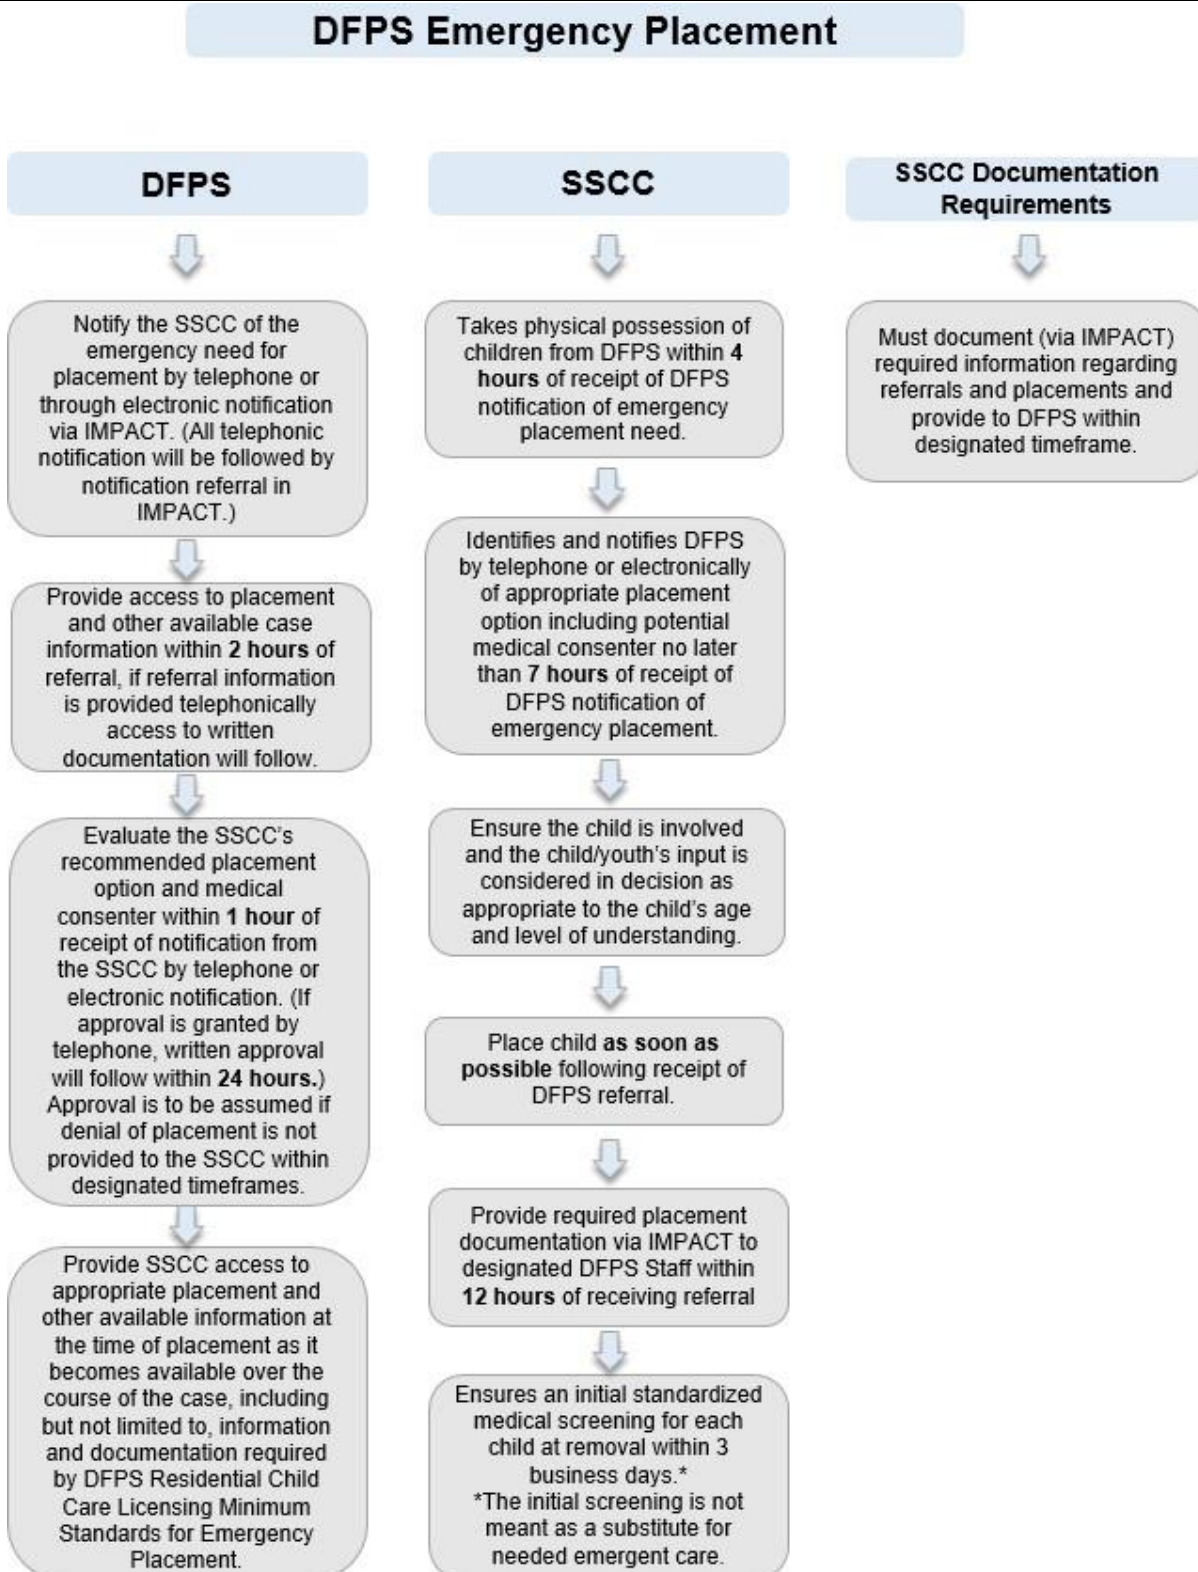 DFPS Emergency Placement
DFPS
Notify the SSCC of the
emergency need for
placement by telephone or
through electronic notification
via IMPACT. (All telephonic
notification will be followed by
notification referral in
IMPACT.)
Provide access to placement
and other available case
information within 2 hours of
referral, if referral information
is provided telephonically
access to written
documentation will follow.
Evaluate the SSCC’s
recommended placement
option and medical
consenter within 1 hour of
receipt of notification from
the SSCC by telephone or
electronic notification. (If
approval is granted by
telephone, written approval
will follow within 24 hours.)
Approval is to be assumed if
denial of placement is not
provided to the SSCC within
designated timeframes.
Provide SSCC access to
appropriate placement and
other available information at
the time of placement as it
becomes available over the
course of the case, including
but not limited to, information
and documentation required
by DFPS Residential Child
Care Licensing Minimum
Standards for Emergency
Placement.
SSCC
Takes physical possession of
children from DFPS within 4
hours of receipt of DFPS
notification of emergency
placement need.
Identifies and notifies DFPS
by telephone or electronically
of appropriate placement
option including potential
medical consenter no later
than 7 hours of receipt of
DFPS notification of
emergency placement.
Ensure the child is involved
and the child/youth’s input is
considered in decision as
appropriate to the child’s age
and level of understanding.
Place child as soon as
possible following receipt of
DFPS referral.
Provide required placement
documentation via IMPACT to
designated DFPS Staff within
12 hours of receiving referral
Ensures an initial standardized
medical screening for each
child at removal within 3
business days.*
*The initial screening is not
meant as a substitute for
needed emergent care.
SSCC Documentation
Requirements
Must document (via IMPACT)
required information regarding
referrals and placements and
provide to DFPS within
designated timeframe.